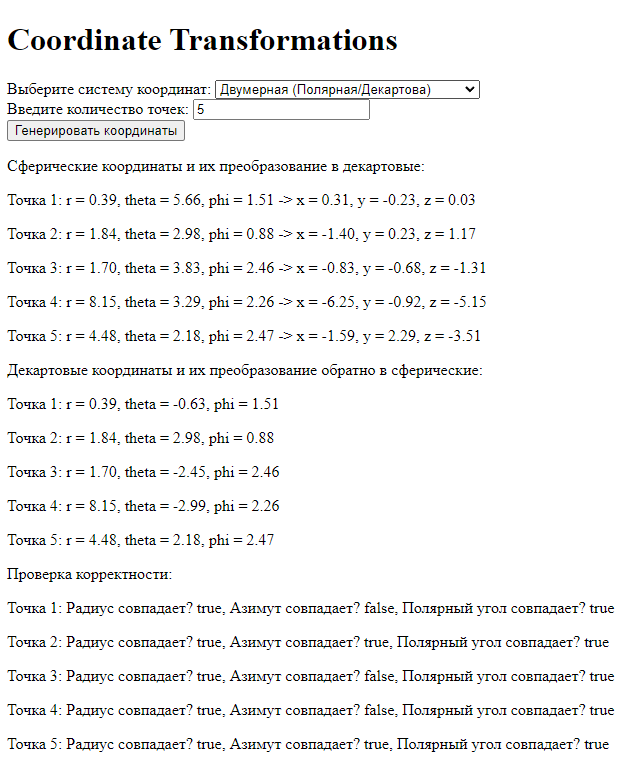 Coordinate Transformations
Выберите систему координат: Двумерная (Полярная/Декартова)
Введите количество точек: 5
Генерировать координаты
Сферические координаты и их преобразование в декартовые:
Точка 1: r = 0.39, theta = 5.66, phi = 1.51 -> x = 0.31, y = -0.23, z = 0.03
Точка 2: r = 1.84, theta = 2.98, phi = 0.88 -> x = -1.40, y = 0.23, z = 1.17
Точка 3: r = 1.70, theta = 3.83, phi = 2.46 -> x = -0.83, y = -0.68, z = -1.31
Точка 4: r = 8.15, theta = 3.29, phi = 2.26 -> x = -6.25, y = -0.92, z = -5.15
Точка 5: r = 4.48, theta = 2.18, phi = 2.47 -> x = -1.59, y = 2.29, z = -3.51
Декартовые координаты и их преобразование обратно в сферические:
Точка 1: r = 0.39, theta = -0.63, phi = 1.51
Точка 2: r = 1.84, theta = 2.98, phi = 0.88
Точка 3: r = 1.70, theta = -2.45, phi = 2.46
Точка 4: r = 8.15, theta = -2.99, phi = 2.26
Точка 5: r = 4.48, theta = 2.18, phi = 2.47
Проверка корректности:
Точка 1: Радиус совпадает? true, Азимут совпадает? false, Полярный угол совпадает? true
Точка 2: Радиус совпадает? true, Азимут совпадает? true, Полярный угол совпадает? true
Точка 3: Радиус совпадает? true, Азимут совпадает? false, Полярный угол совпадает? true
Точка 4: Радиус совпадает? true, Азимут совпадает? false, Полярный угол совпадает? true
Точка 5: Радиус совпадает? true, Азимут совпадает? true, Полярный угол совпадает? true